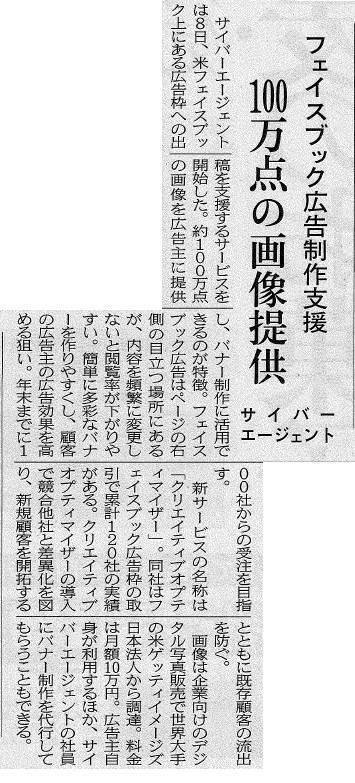 フェイスブック広告制作支援
100万点の画像提供
サイバー
エージェント
サイバーエージェント
は8日、米フェイスブッ
ク上にある広告枠への出
稿を支援するサービスを
開始した。約100万点
の画像を広告主に提供
し、バナー制作に活用で
きるのが特徴。フェイス
ブック広告はページの右
側の目立つ場所にある
が、内容を頻繁に変更し
ないと閲覧率が下がりや
すい。簡単に多彩なバナ
ーを作りやすくし、顧客
の広告主の広告効果を高
める狙い。年末までに1
00社からの受注を目指
す。
新サービスの名称は
「クリエイティブオプテ
ィマイザー」。同社はフ
ェイスブック広告枠の取
引で累計120社の実績
がある。クリエイティブ
オプティマイザーの導入
で競合他社と差異化を図
り、新規顧客を開拓する
とともに既存顧客の流出
を防ぐ。
画像は企業向けのデジ
タル写真販売で世界大手
の米ゲッティイメージズ
日本法人から調達。料金
は月額10万円。広告主自
身が利用するほか、サイ
バーエージェントの社員
にバナー制作を代行して
もらうこともできる。